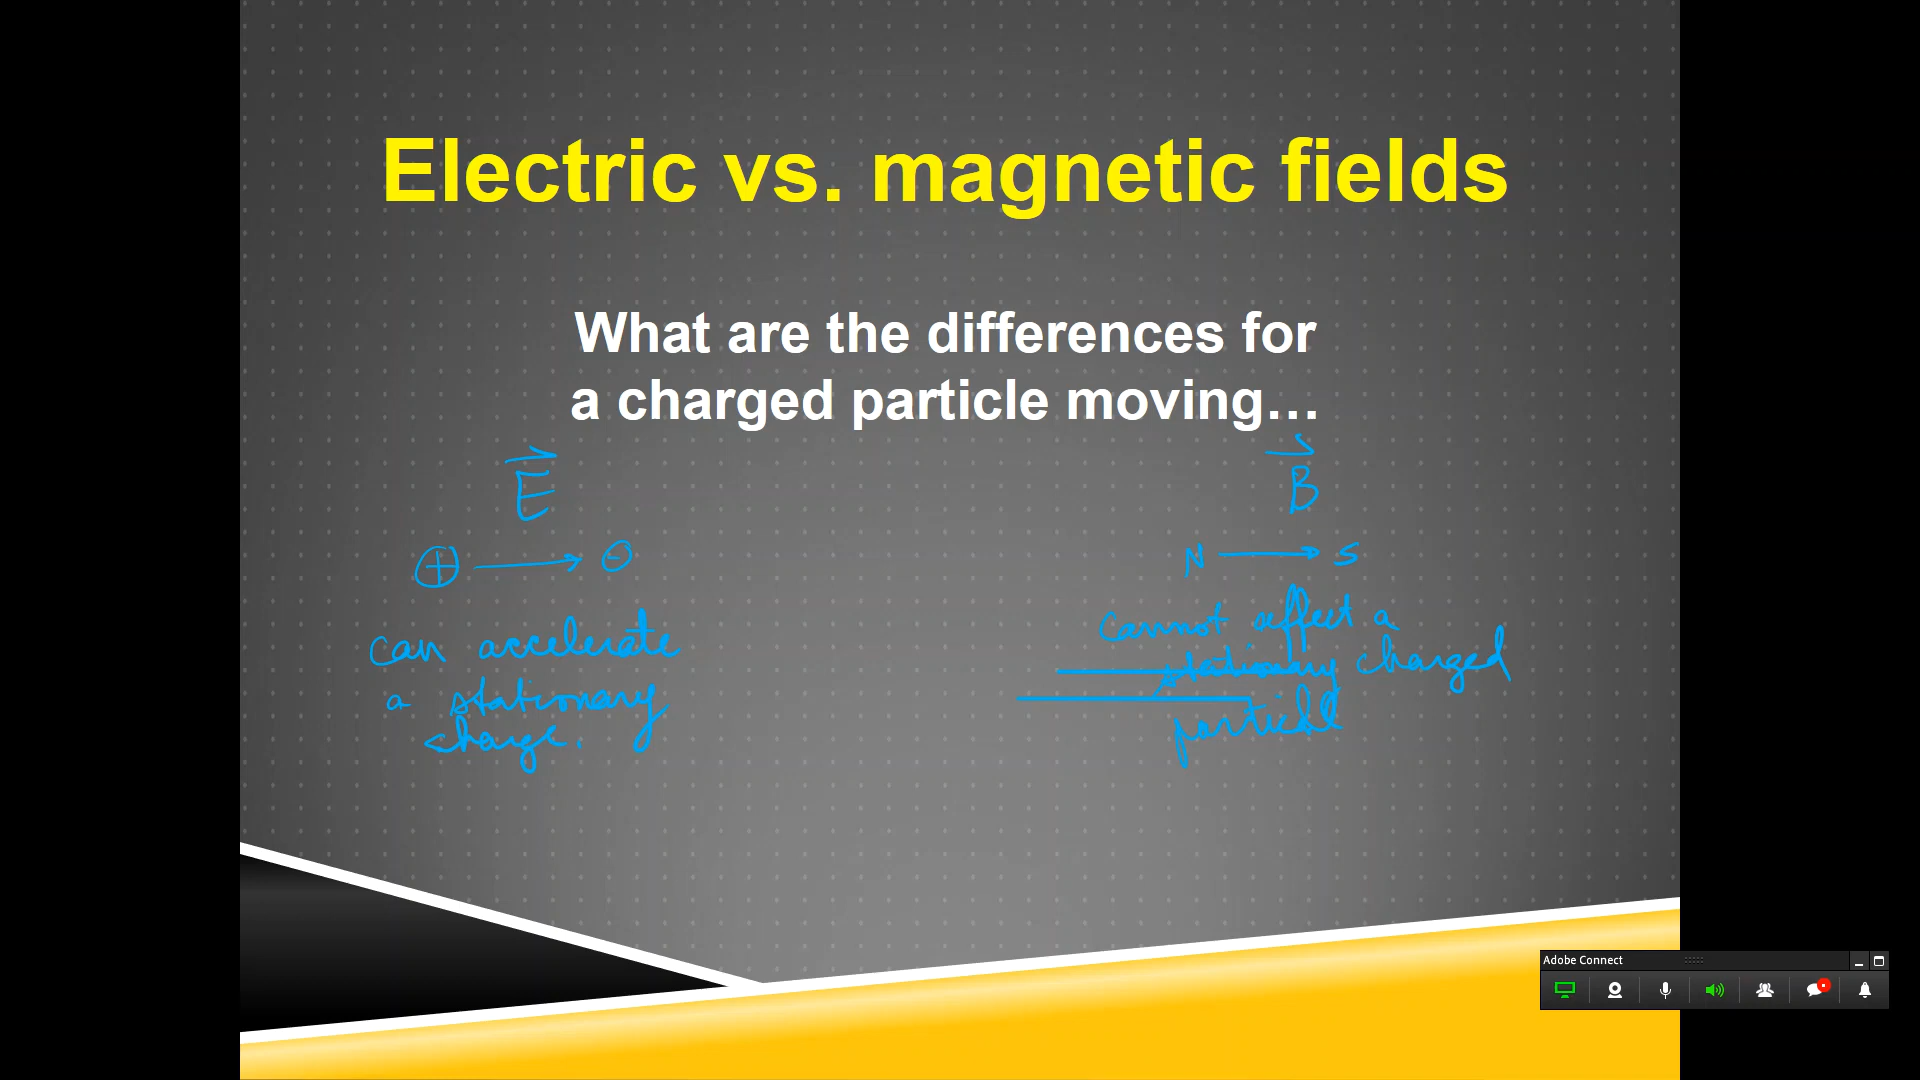 Electric vs. magnetic fields
What are the differences for
a charged particle moving…
E
B
+ → -
N → S
can accelerate
a stationary
charge.
cannot affect a
stationary charged
particle
Adobe Connect